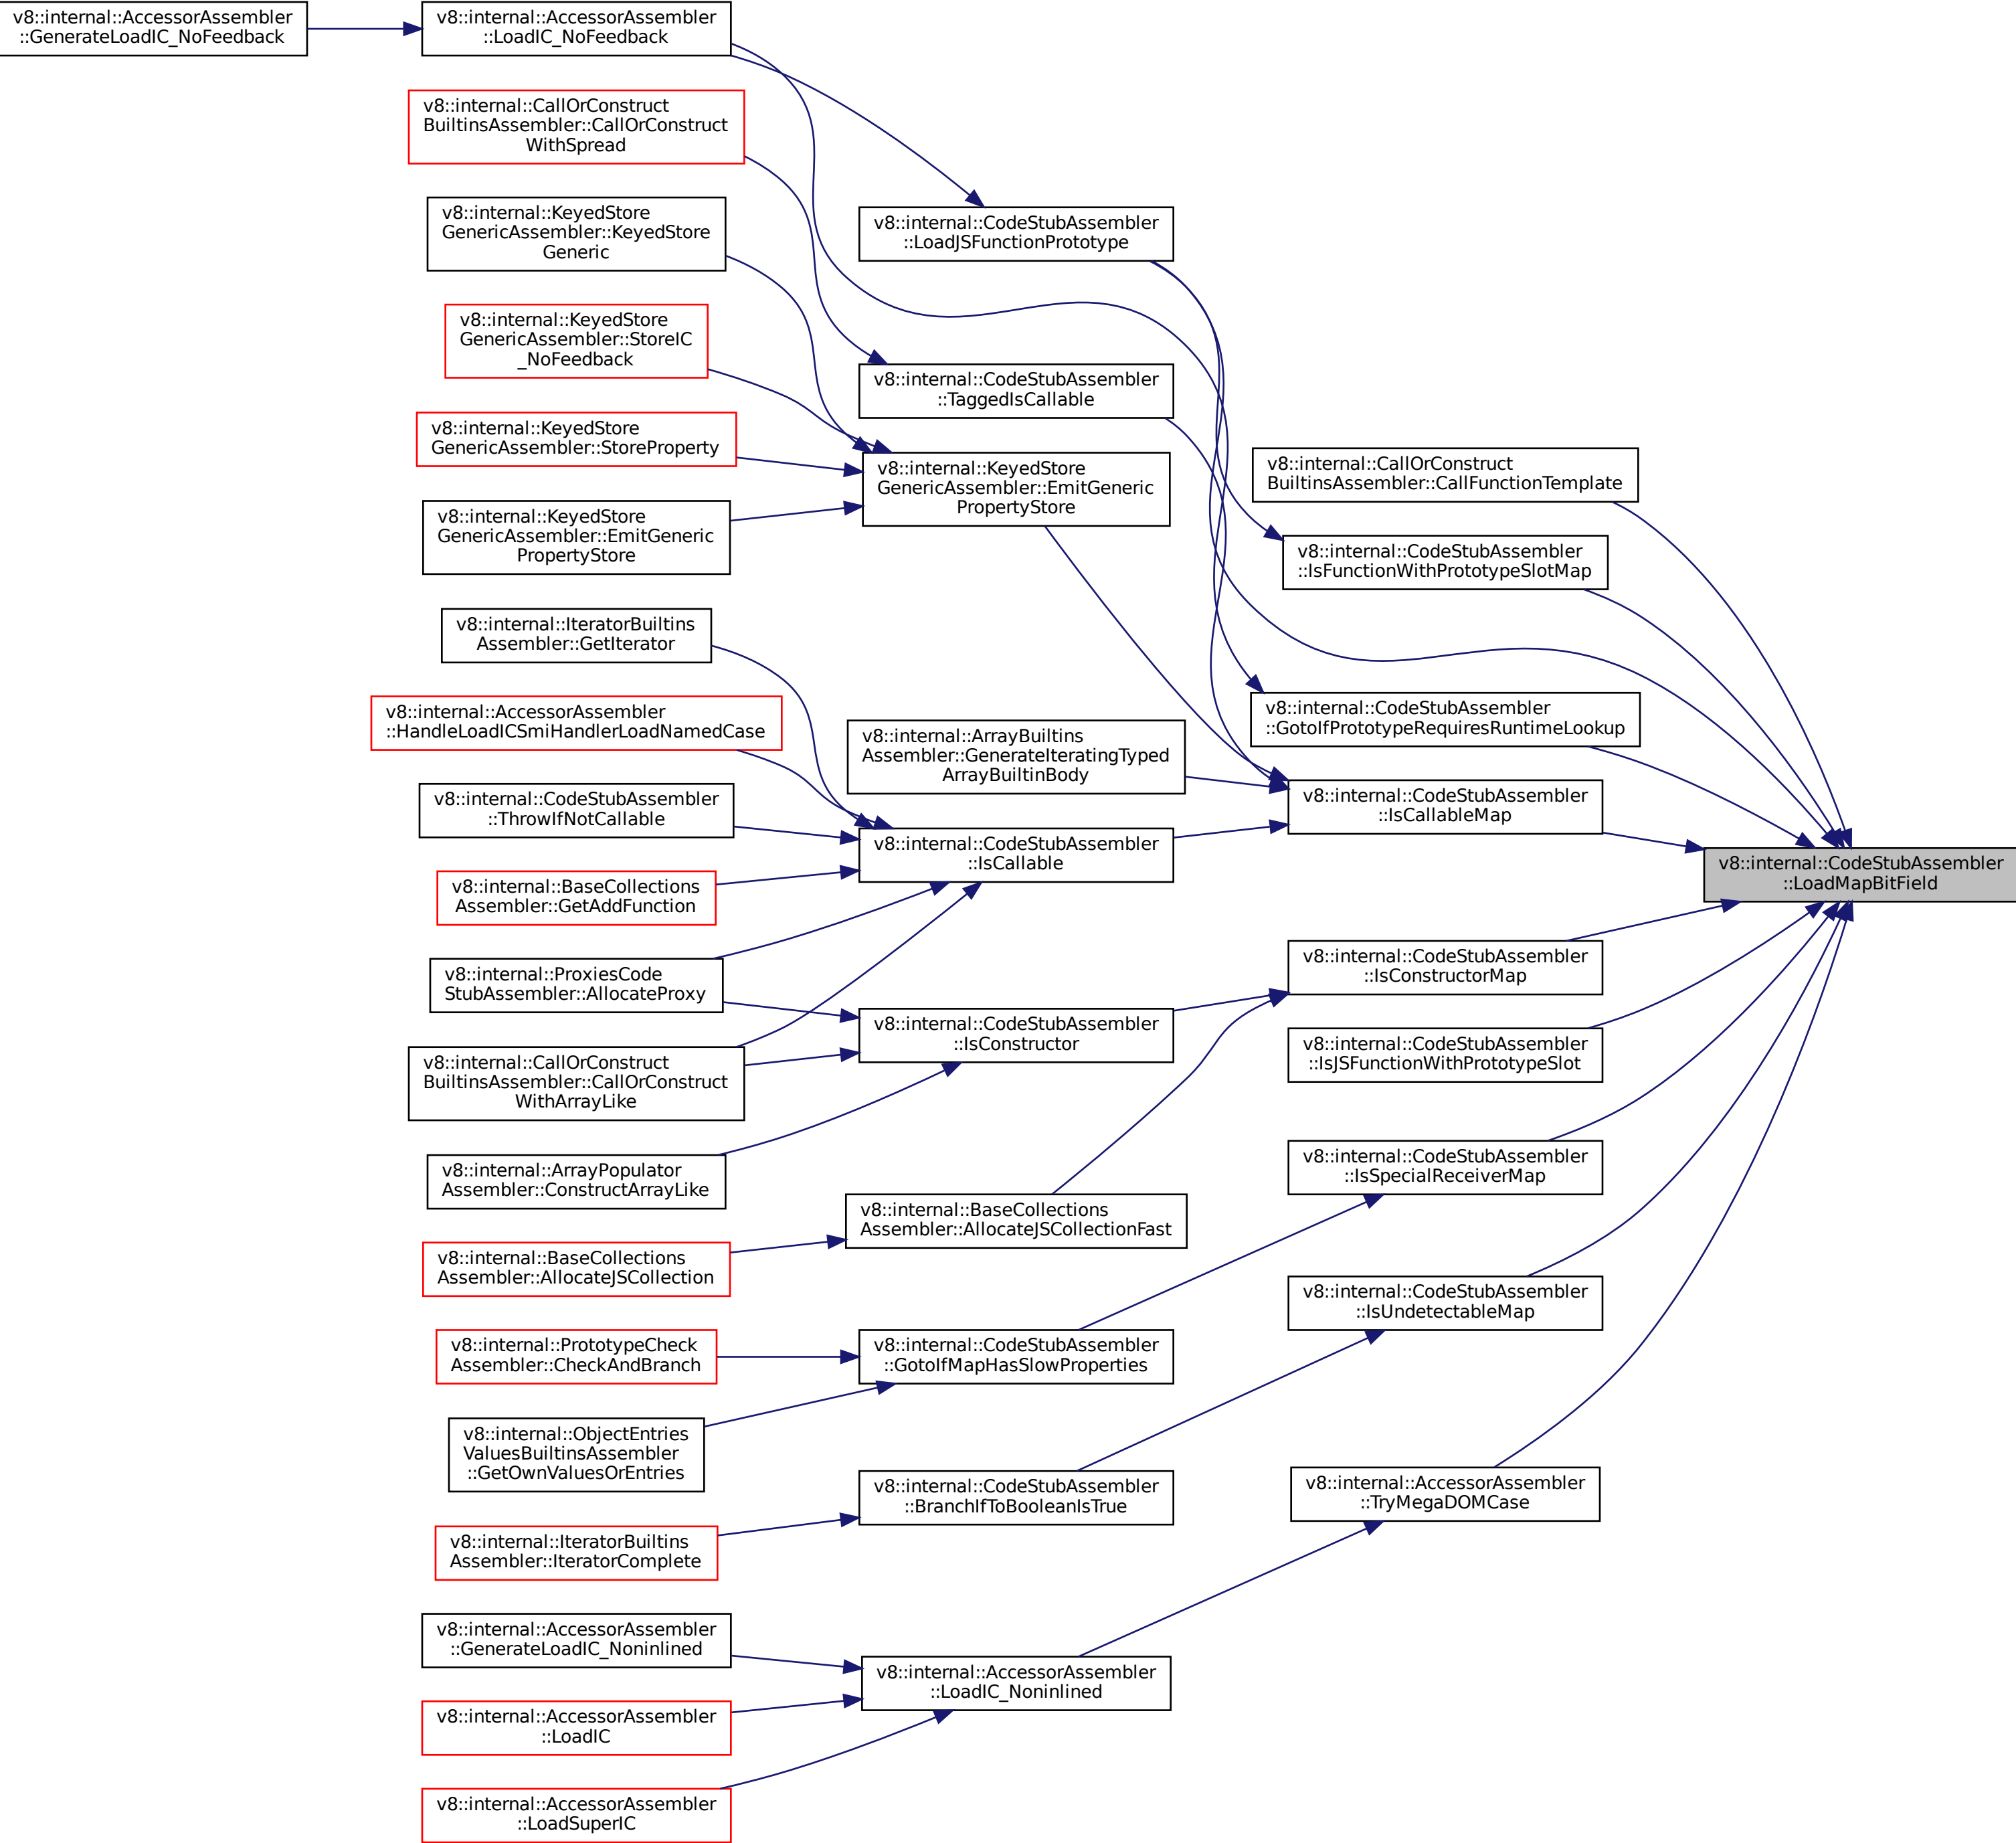 v8::internal::AccessorAssembler
::GenerateLoadIC_NoFeedback
v8::internal::AccessorAssembler
::LoadIC_NoFeedback
v8::internal::CallOrConstruct
BuiltinsAssembler::CallOrConstruct
WithSpread
v8::internal::KeyedStore
GenericAssembler::KeyedStore
Generic
v8::internal::KeyedStore
GenericAssembler::StoreIC
_NoFeedback
v8::internal::KeyedStore
GenericAssembler::StoreProperty
v8::internal::KeyedStore
GenericAssembler::EmitGeneric
PropertyStore
v8::internal::IteratorBuiltins
Assembler::GetIterator
v8::internal::AccessorAssembler
::HandleLoadICSmiHandlerLoadNamedCase
v8::internal::CodeStubAssembler
::ThrowIfNotCallable
v8::internal::BaseCollections
Assembler::GetAddFunction
v8::internal::ProxiesCode
StubAssembler::AllocateProxy
v8::internal::CallOrConstruct
BuiltinsAssembler::CallOrConstruct
WithArrayLike
v8::internal::ArrayPopulator
Assembler::ConstructArrayLike
v8::internal::BaseCollections
Assembler::AllocateJSCollection
v8::internal::PrototypeCheck
Assembler::CheckAndBranch
v8::internal::ObjectEntries
ValuesBuiltinsAssembler
::GetOwnValuesOrEntries
v8::internal::IteratorBuiltins
Assembler::IteratorComplete
v8::internal::AccessorAssembler
::GenerateLoadIC_Noninlined
v8::internal::AccessorAssembler
::LoadIC
v8::internal::AccessorAssembler
::LoadSuperIC
v8::internal::CodeStubAssembler
::LoadJSFunctionPrototype
v8::internal::CodeStubAssembler
::TaggedIsCallable
v8::internal::KeyedStore
GenericAssembler::EmitGeneric
PropertyStore
v8::internal::ArrayBuiltins
Assembler::GenerateIteratingTyped
ArrayBuiltinBody
v8::internal::CodeStubAssembler
::IsCallable
v8::internal::CodeStubAssembler
::IsConstructor
v8::internal::BaseCollections
Assembler::AllocateJSCollectionFast
v8::internal::CodeStubAssembler
::GotoIfMapHasSlowProperties
v8::internal::CodeStubAssembler
::BranchIfToBooleanIsTrue
v8::internal::AccessorAssembler
::LoadIC_Noninlined
v8::internal::CallOrConstruct
BuiltinsAssembler::CallFunctionTemplate
v8::internal::CodeStubAssembler
::IsFunctionWithPrototypeSlotMap
v8::internal::CodeStubAssembler
::GotoIfPrototypeRequiresRuntimeLookup
v8::internal::CodeStubAssembler
::IsCallableMap
v8::internal::CodeStubAssembler
::IsConstructorMap
v8::internal::CodeStubAssembler
::IsJSFunctionWithPrototypeSlot
v8::internal::CodeStubAssembler
::IsSpecialReceiverMap
v8::internal::CodeStubAssembler
::IsUndetectableMap
v8::internal::AccessorAssembler
::TryMegaDOMCase
v8::internal::CodeStubAssembler
::LoadMapBitField